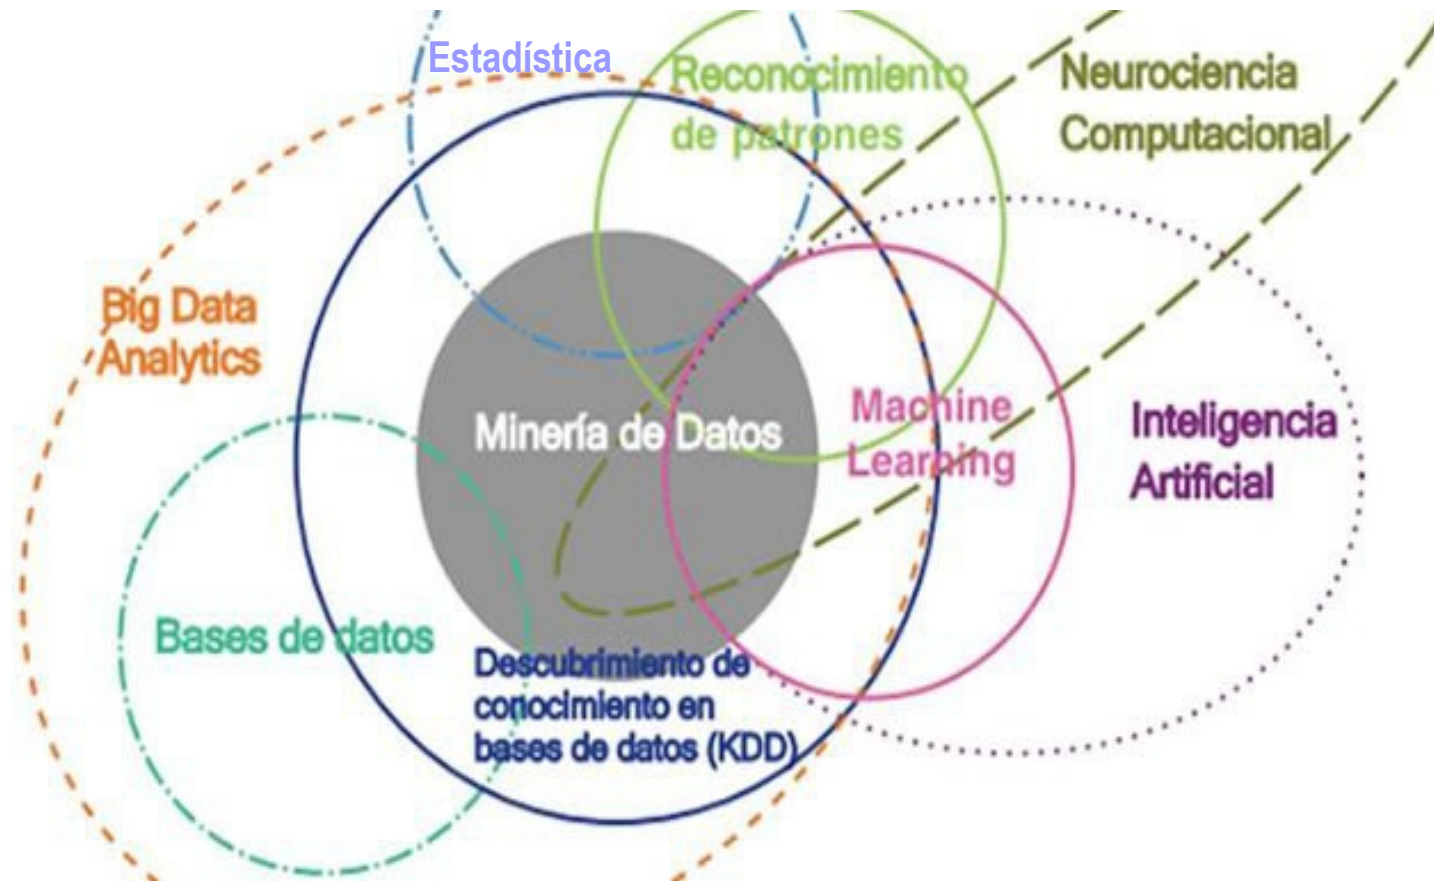 Estadística
Reconocimiento
de patrones
Neurociencia
Computacional
Big Data
Analytics
Minería de Datos
Machine
Learning
Inteligencia
Artificial
Bases de datos
Descubrimiento de
conocimiento en
bases de datos (KDD)